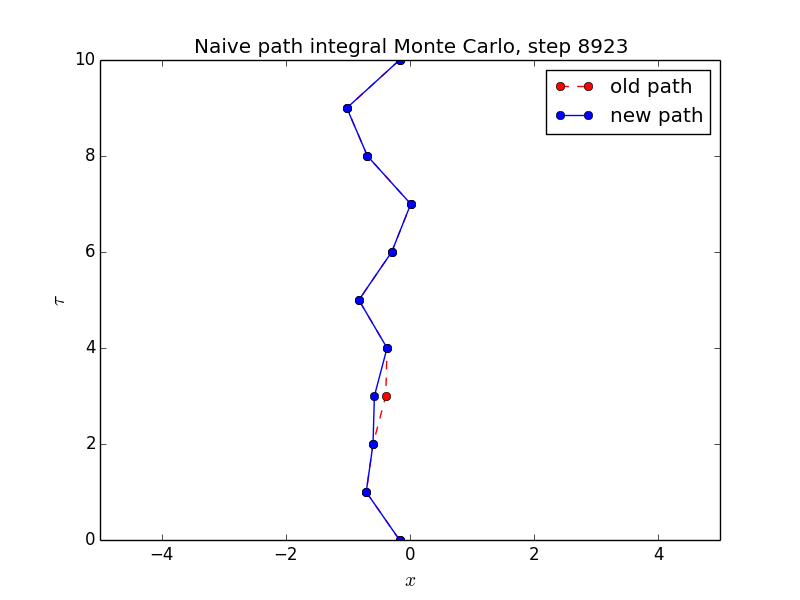 Naive path integral Monte Carlo, step 8923
old path
new path
10
8
6
4
2
0
τ
−4 −2 0 2 4
x